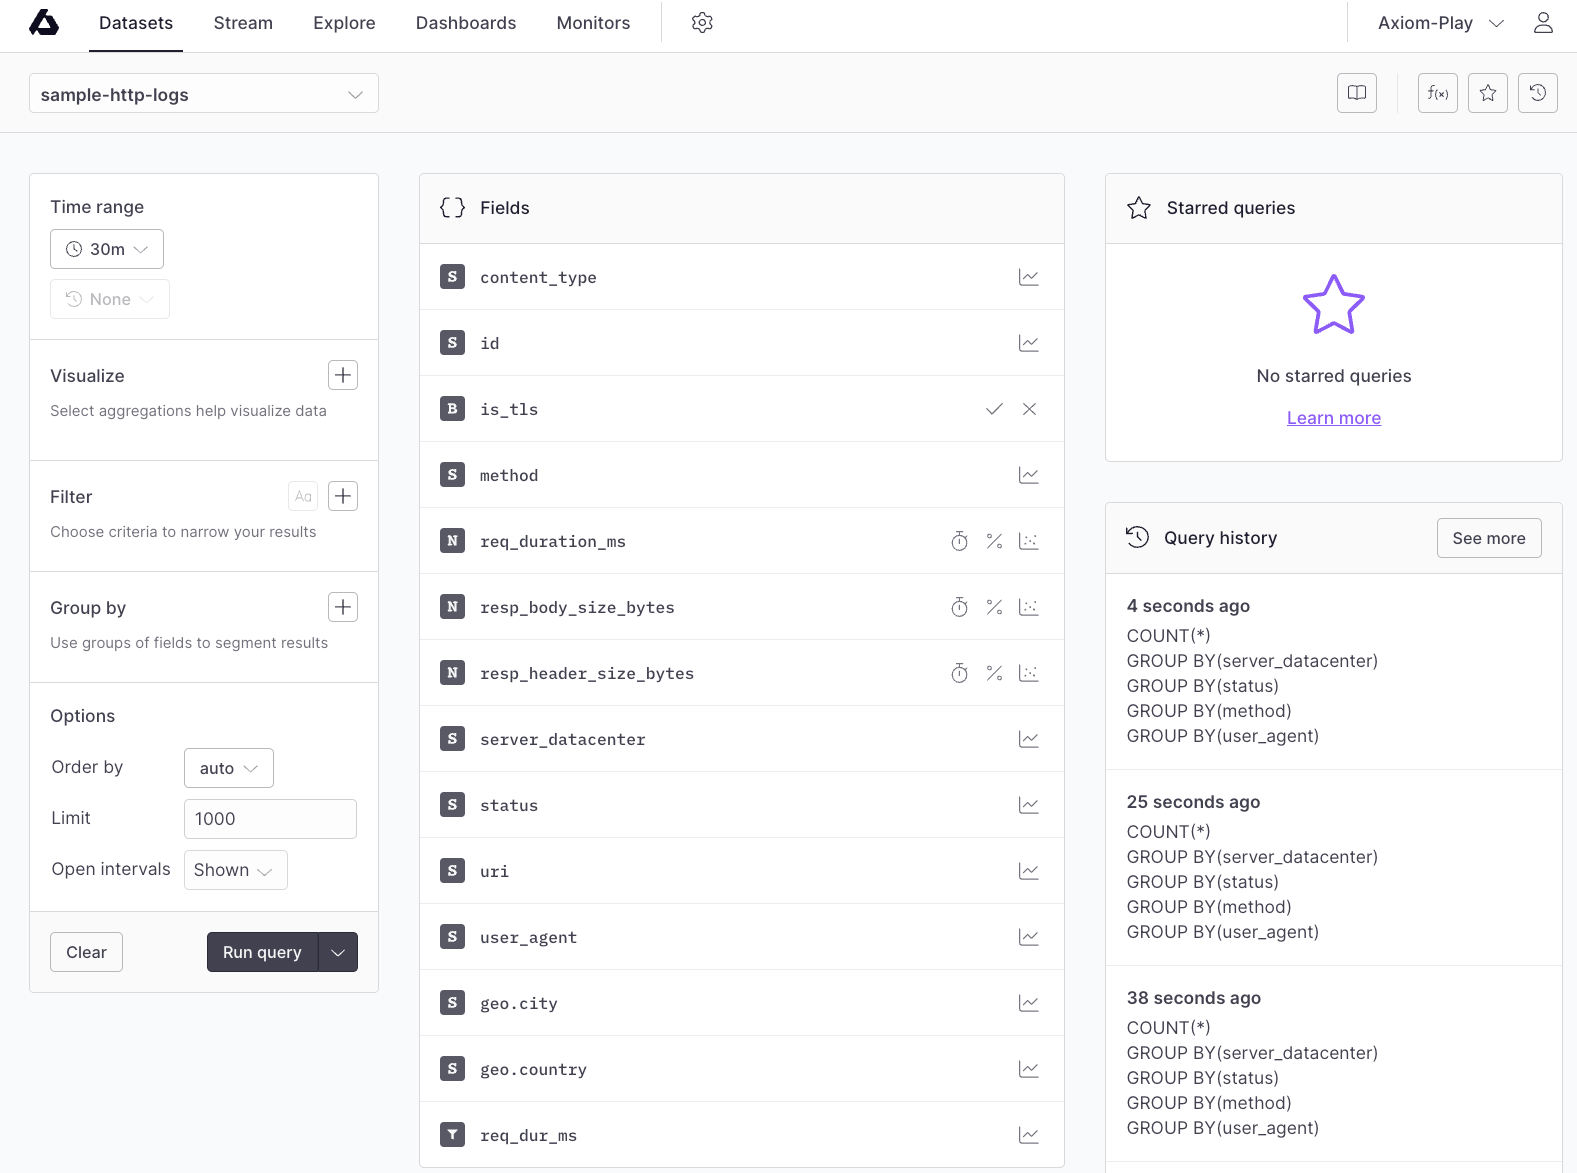 Datasets
Stream
Explore
Dashboards
Monitors
Axiom-Play
sample-http-logs
f(x)
Time range
30m
None
Visualize
Select aggregations help visualize data
Filter
Aa
Choose criteria to narrow your results
Group by
Use groups of fields to segment results
Options
Order by
auto
Limit
1000
Open intervals
Shown
Clear
Run query
{ } Fields
S content_type
S id
B is_tls
S method
N req_duration_ms %
N resp_body_size_bytes %
N resp_header_size_bytes %
S server_datacenter
S status
S uri
S user_agent
S geo.city
S geo.country
req_dur_ms
Starred queries
No starred queries
Learn more
Query history
See more
4 seconds ago
COUNT(*)
GROUP BY(server_datacenter)
GROUP BY(status)
GROUP BY(method)
GROUP BY(user_agent)
25 seconds ago
COUNT(*)
GROUP BY(server_datacenter)
GROUP BY(status)
GROUP BY(method)
GROUP BY(user_agent)
38 seconds ago
COUNT(*)
GROUP BY(server_datacenter)
GROUP BY(status)
GROUP BY(method)
GROUP BY(user_agent)